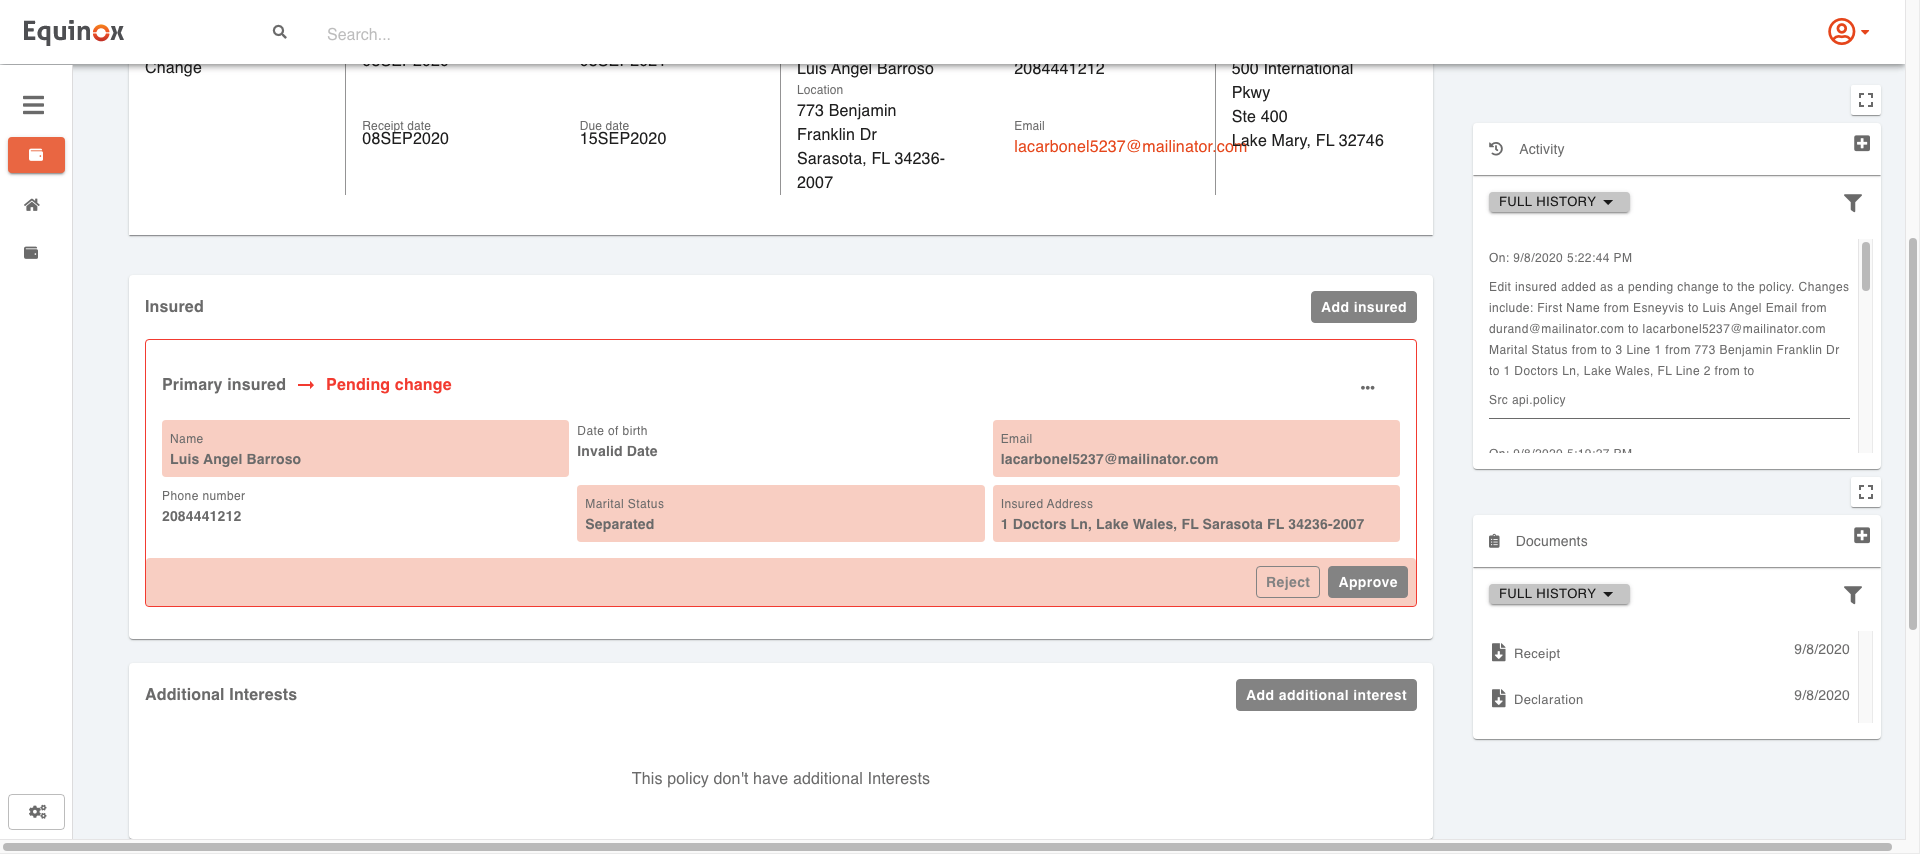 Equinox
Search...
Change
Luis Angel Barroso
2084441212
500 International
Pkwy
Ste 400
Lake Mary, FL 32746
Location
773 Benjamin
Franklin Dr
Sarasota, FL 34236-
2007
Receipt date
08SEP2020
Due date
15SEP2020
Email
lacarbonel5237@mailinator.com
Insured
Add insured
Primary insured
Pending change
Name
Luis Angel Barroso
Date of birth
Invalid Date
Email
lacarbonel5237@mailinator.com
Phone number
2084441212
Marital Status
Separated
Insured Address
1 Doctors Ln, Lake Wales, FL Sarasota FL 34236-2007
Reject
Approve
Additional Interests
Add additional interest
This policy don't have additional Interests
Activity
FULL HISTORY
On: 9/8/2020 5:22:44 PM
Edit insured added as a pending change to the policy. Changes
include: First Name from Esneyvis to Luis Angel Email from
durand@mailinator.com to lacarbonel5237@mailinator.com
Marital Status from to 3 Line 1 from 773 Benjamin Franklin Dr
to 1 Doctors Ln, Lake Wales, FL Line 2 from to
Src api.policy
Documents
FULL HISTORY
Receipt
9/8/2020
Declaration
9/8/2020